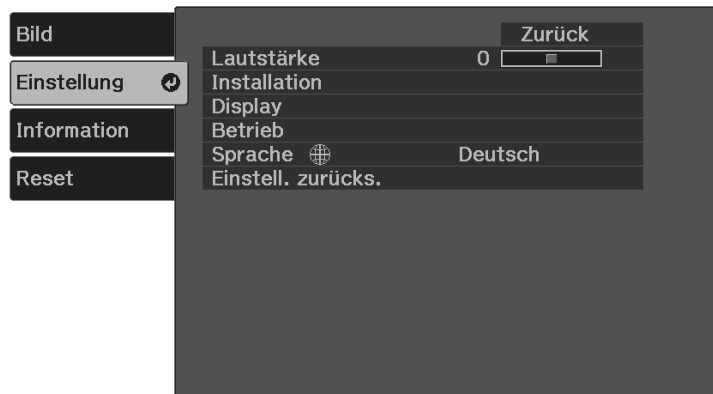 Bild
Einstellung
Information
Reset
Zurück
Lautstärke 0
Installation
Display
Betrieb
Sprache Deutsch
Einstell. zurücks.